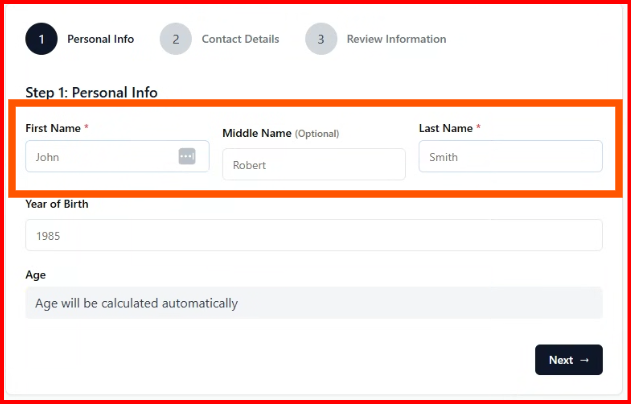 1 Personal Info 2 Contact Details 3 Review Information
Step 1: Personal Info
First Name * Middle Name (Optional) Last Name *
John Robert Smith
Year of Birth
1985
Age
Age will be calculated automatically
Next →